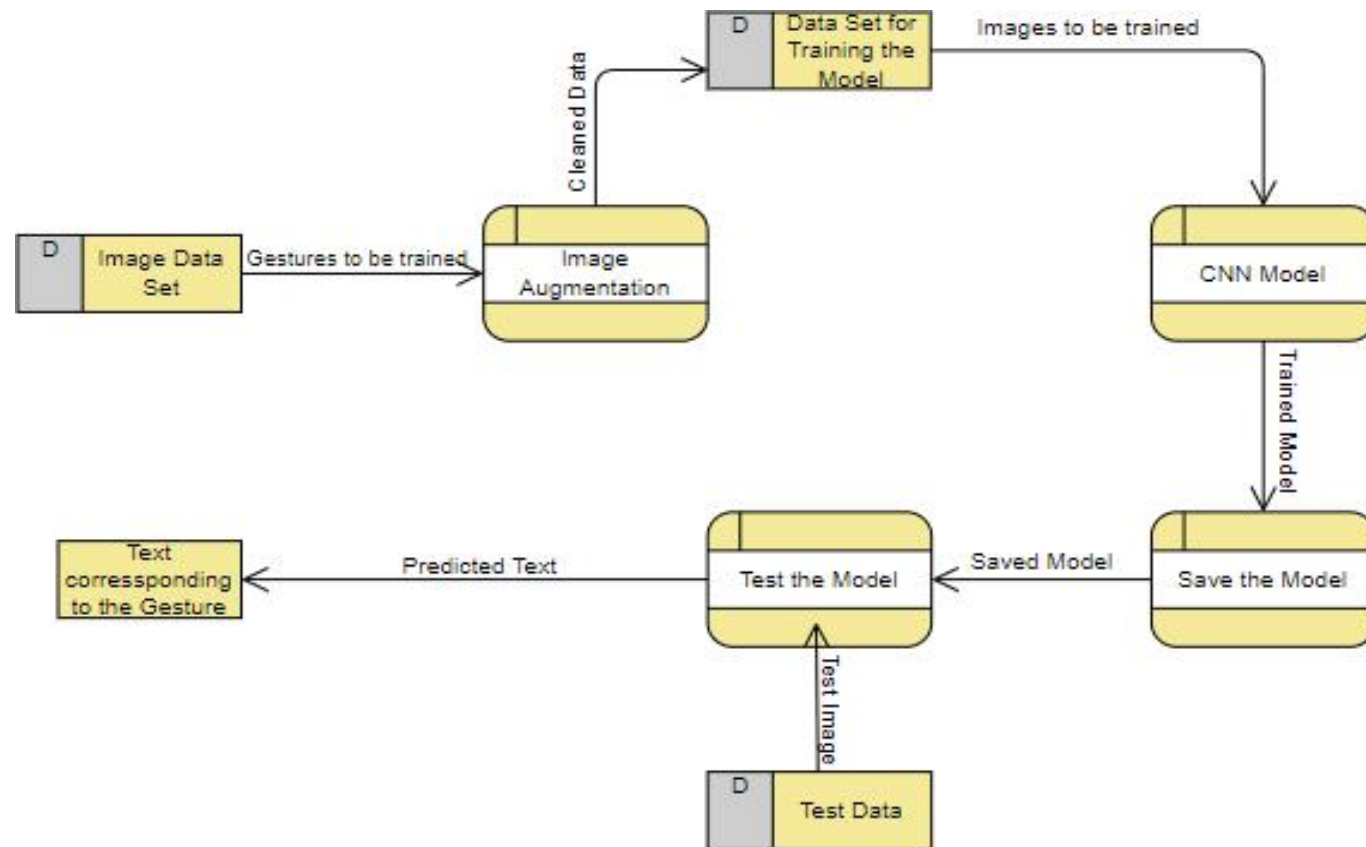 D
Data Set for
Training the
Model
Images to be trained
Cleaned Data
D
Image Data
Set
Gestures to be trained
Image
Augmentation
CNN Model
Trained Model
Text
corressponding
to the Gesture
Predicted Text
Test the Model
Saved Model
Save the Model
Test Image
D
Test Data